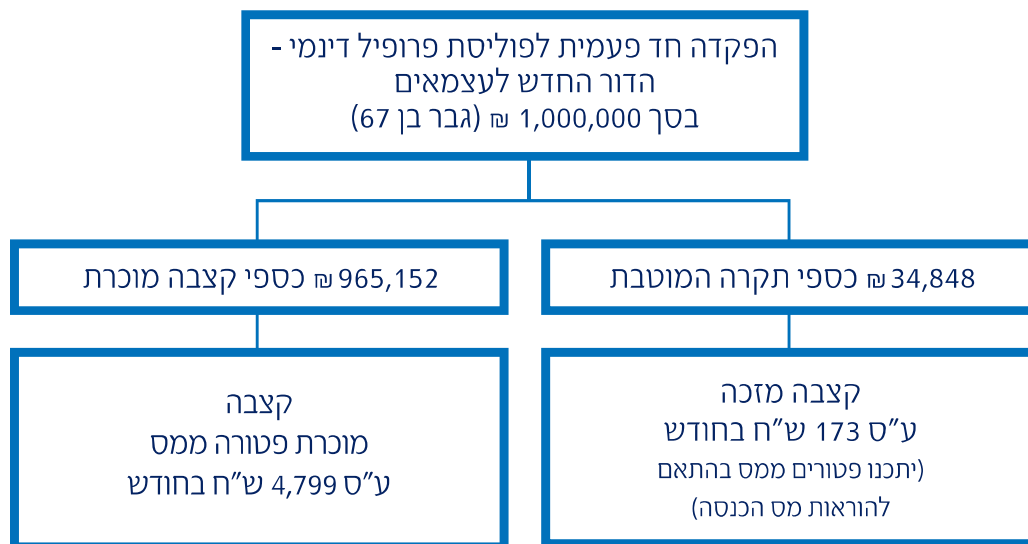 הפקדה חד פעמית לפוליסת פרופיל דינמי -
הדור החדש לעצמאים
בסך 1,000,000 ₪ (גבר בן 67)
34,848 ₪ כספי תקרה המוטבת
965,152 ₪ כספי קצבה מוכרת
קצבה מזכה
ע״ס 173 ש״ח בחודש
(יתכנו פטורים ממס בהתאם
להוראות מס הכנסה)
קצבה
מוכרת פטורה ממס
ע״ס 4,799 ש״ח בחודש